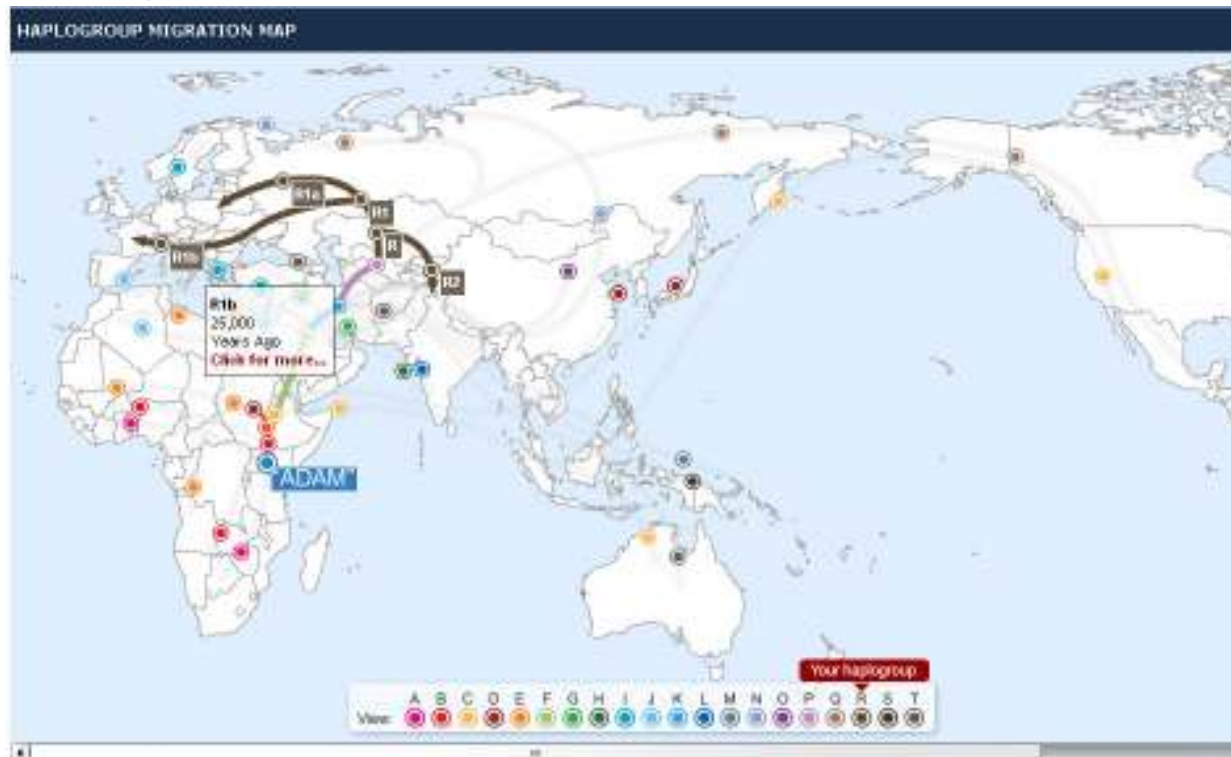 HAPLOGROUP MIGRATION MAP
R1a
R1
R
R1b
R2
R1b
25,000
Years Ago
Click for more...
"ADAM"
Your haplogroup
A B C D E F G H I J K L M N O P Q R S T
View: